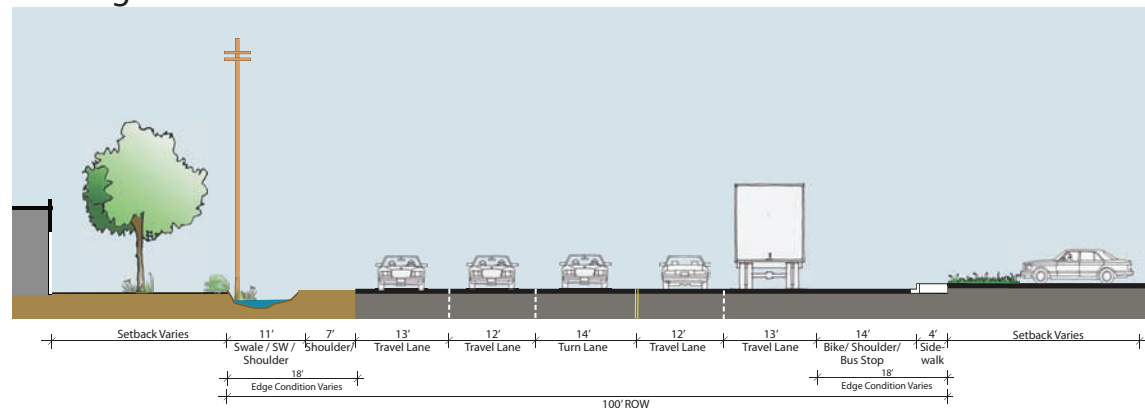 Setback Varies 11' 7' 13' 12' 14' 12' 13' 14' 4' Setback Varies
Swale / SW / Shoulder/ Travel Lane Travel Lane Turn Lane Travel Lane Travel Lane Bike/ Shoulder/ Side-
Shoulder Bus Stop walk
18' 18'
Edge Condition Varies Edge Condition Varies
100' ROW